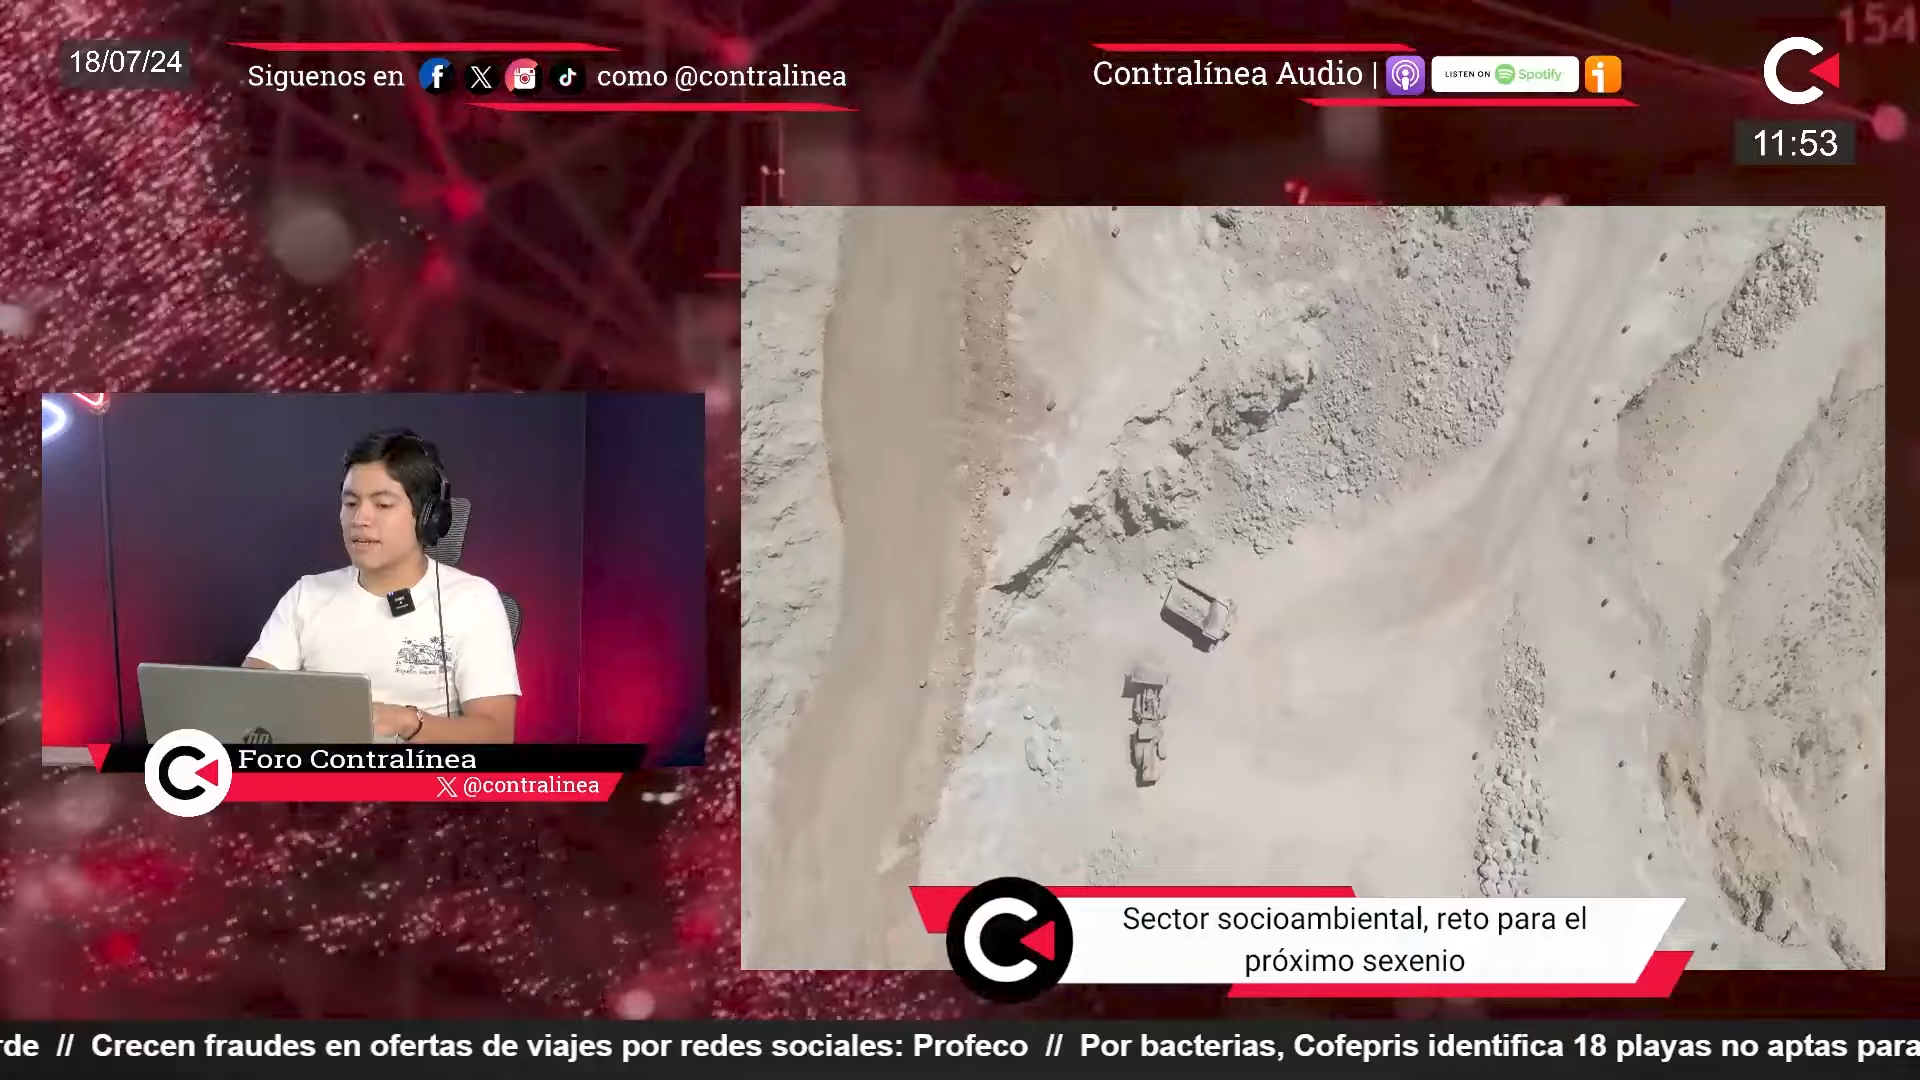 18/07/24
Siguenos en como @contralinea
Contralínea Audio |
LISTEN ON Spotify
154
11:53
hp
Foro Contralínea
X @contralinea
Sector socioambiental, reto para el
próximo sexenio
rde // Crecen fraudes en ofertas de viajes por redes sociales: Profeco // Por bacterias, Cofepris identifica 18 playas no aptas para